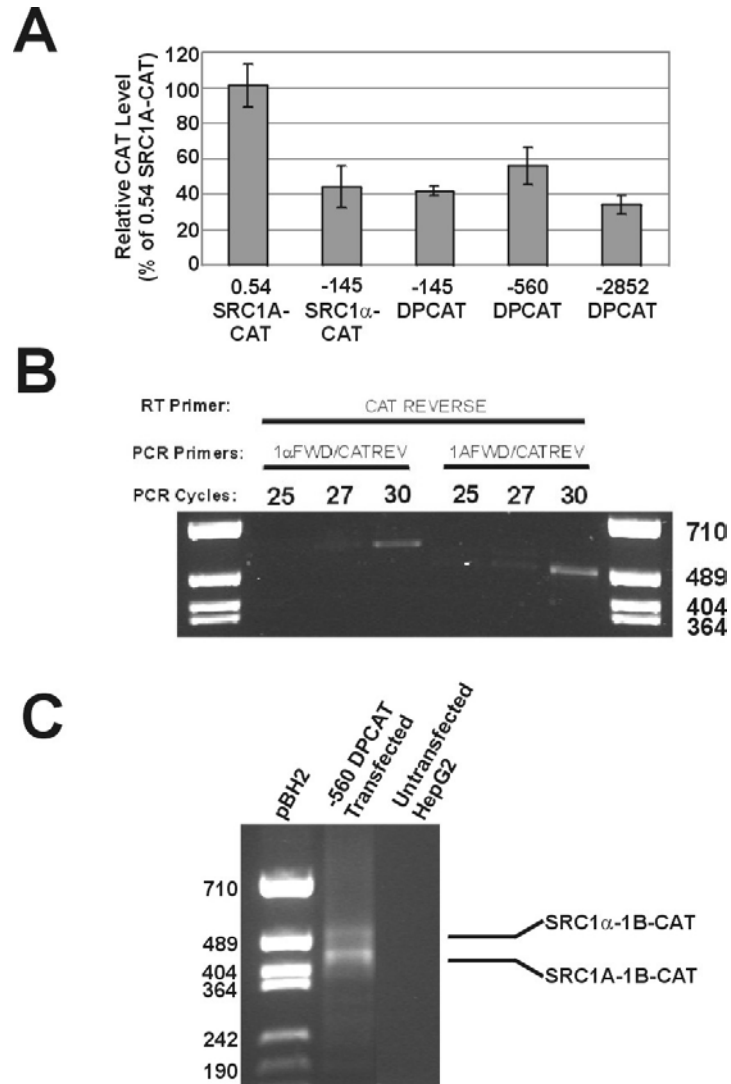 A
Relative CAT Level
(% of 0.54 SRC1A-CAT)
120
100
80
60
40
20
0
0.54
SRC1A-
CAT
-145
SRC1α-
CAT
-145
DPCAT
-560
DPCAT
-2852
DPCAT
B
RT Primer: CAT REVERSE
PCR Primers: 1αFWD/CATREV 1AFWD/CATREV
PCR Cycles: 25 27 30 25 27 30
710
489
404
364
C
pBH2
-560 DPCAT
Transfected
Untransfected
HepG2
710
489
404
364
242
190
SRC1α-1B-CAT
SRC1A-1B-CAT